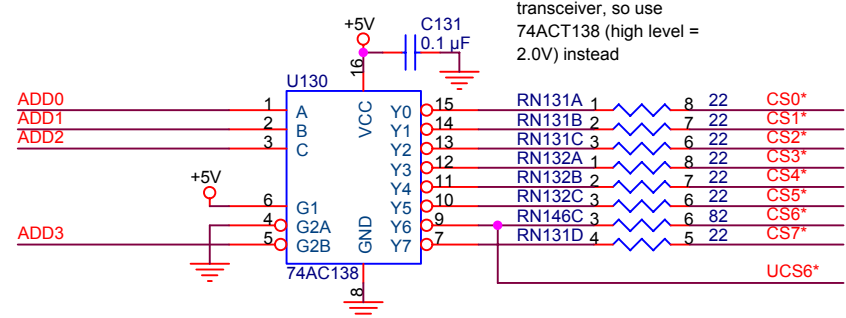 transceiver, so use
74ACT138 (high level =
2.0V) instead
+5V
C131
0.1 µF
16
U130
VCC
ADD0 1 A
ADD1 2 B
ADD2 3 C
+5V
6 G1
4 G2A
ADD3 5 G2B
GND
8
74AC138
Y0 15 RN131A 1 8 22 CS0*
Y1 14 RN131B 2 7 22 CS1*
Y2 13 RN131C 3 6 22 CS2*
Y3 12 RN132A 1 8 22 CS3*
Y4 11 RN132B 2 7 22 CS4*
Y5 10 RN132C 3 6 22 CS5*
Y6 9 RN146C 3 6 82 CS6*
Y7 7 RN131D 4 5 22 CS7*
UCS6*